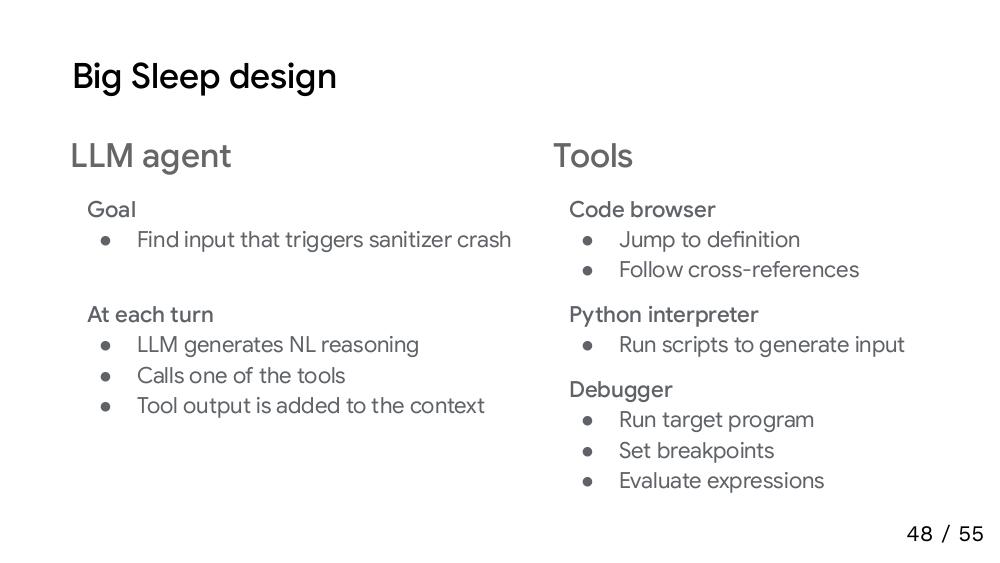 Big Sleep design
LLM agent
Goal
● Find input that triggers sanitizer crash
At each turn
● LLM generates NL reasoning
● Calls one of the tools
● Tool output is added to the context
Tools
Code browser
● Jump to definition
● Follow cross-references
Python interpreter
● Run scripts to generate input
Debugger
● Run target program
● Set breakpoints
● Evaluate expressions
48 / 55